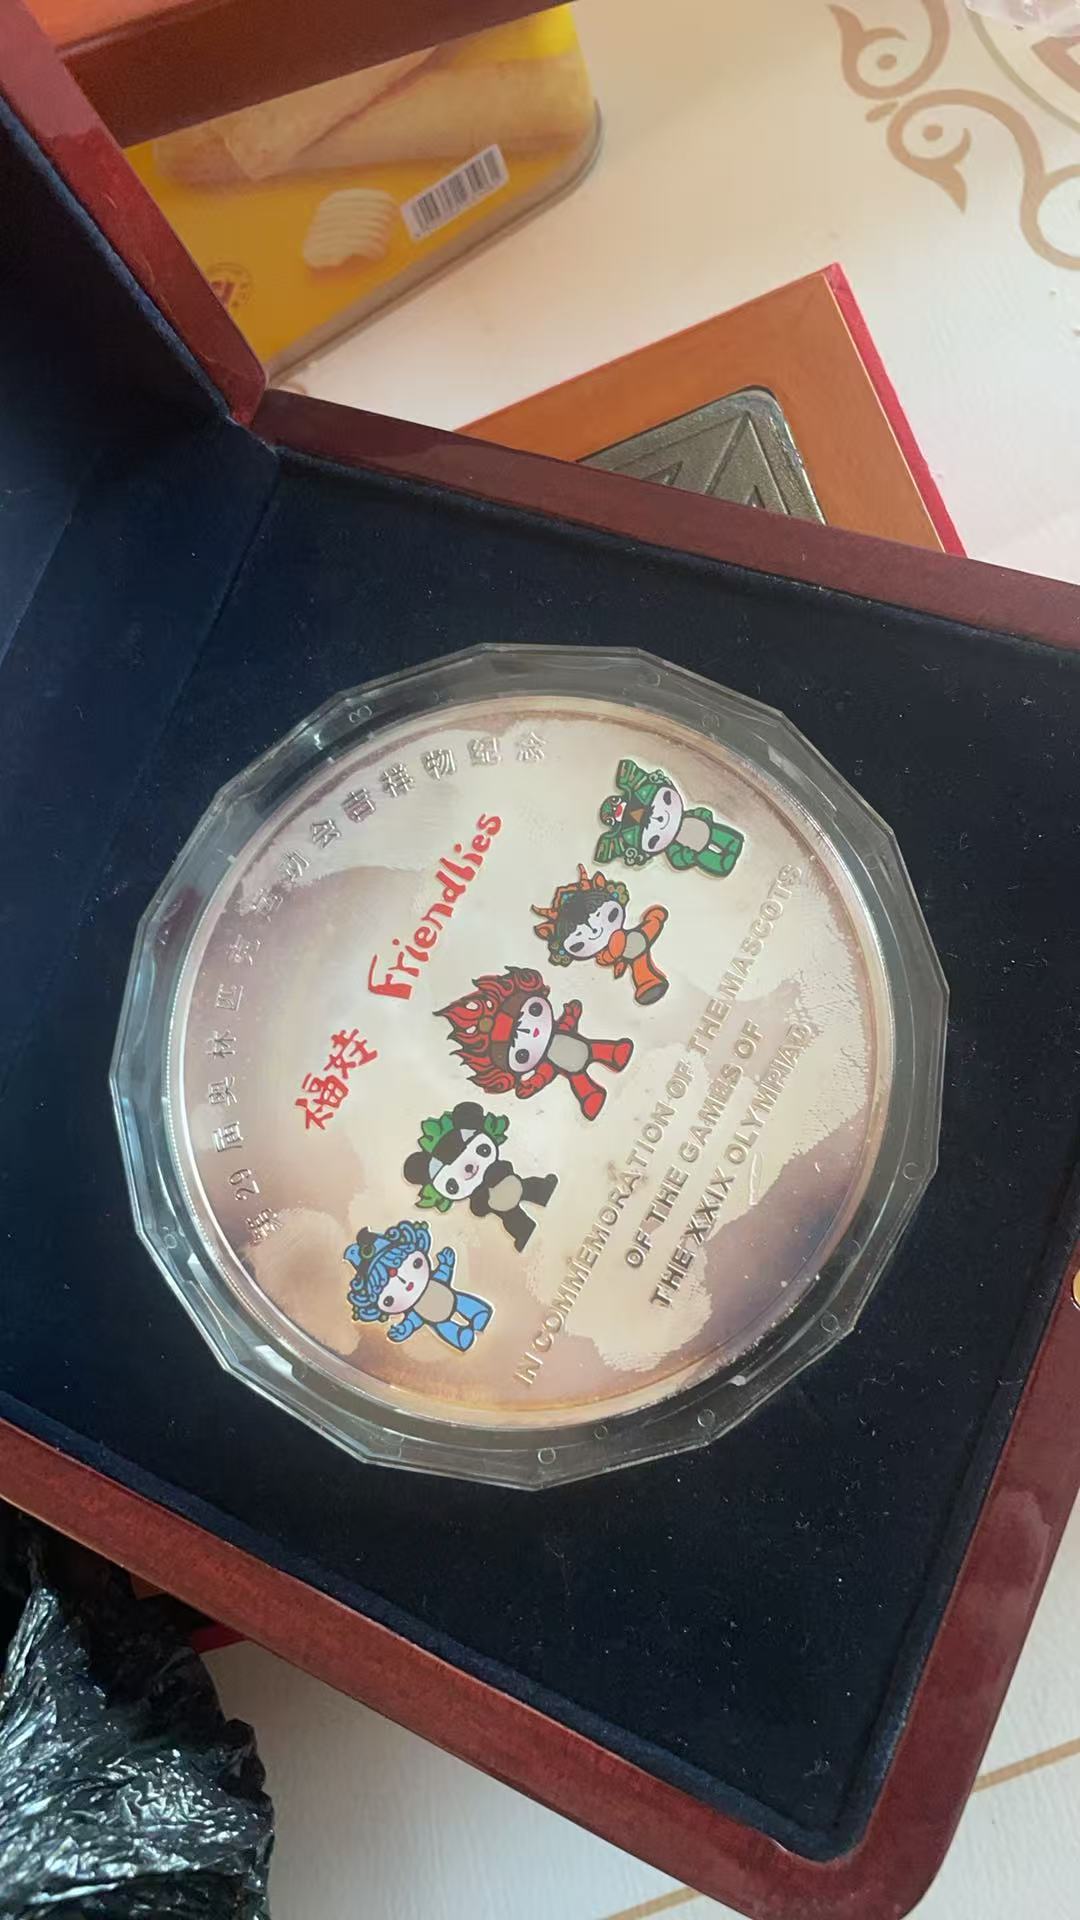 第29届奥林匹克运动会吉祥物纪念
福娃 Friendlies
IN COMMEMORATION OF THE MASCOTS
OF THE GAMES OF
THE XXIX OLYMPIAD